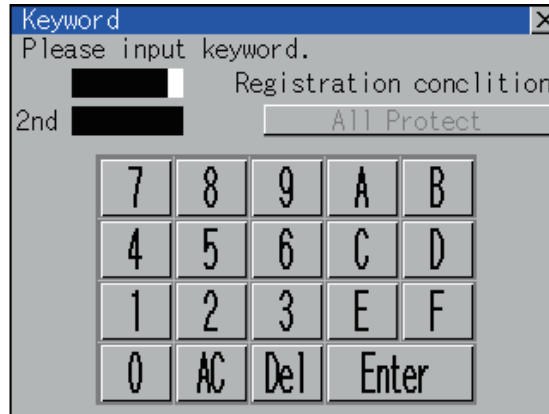 Keyword X
Please input keyword.
Registration conclition
2nd All Protect
7 8 9 A B
4 5 6 C D
1 2 3 E F
0 AC Del Enter